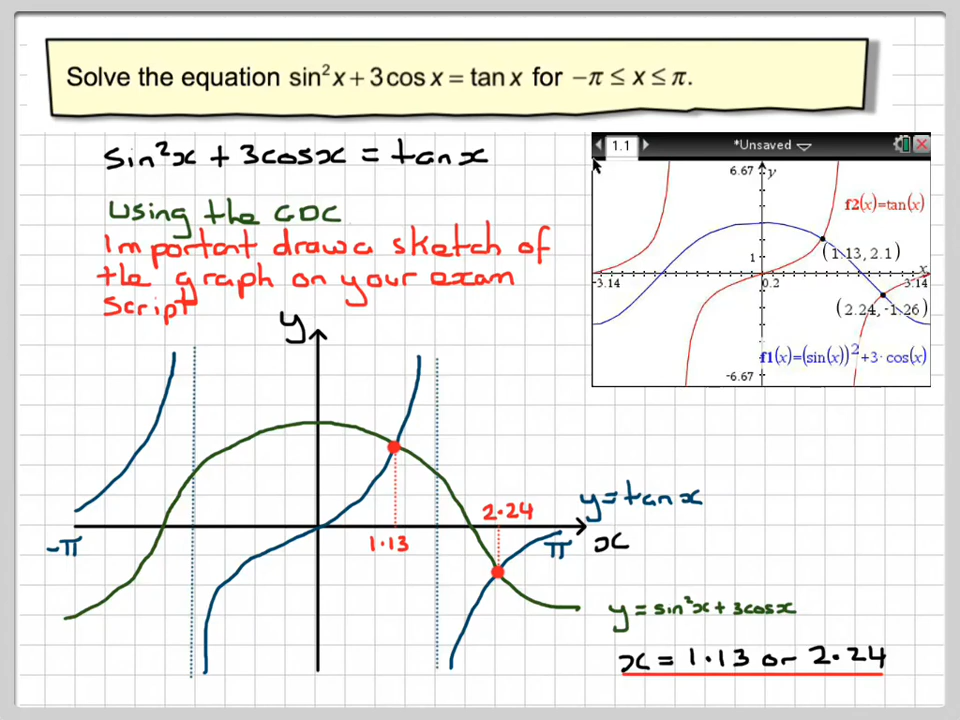 Solve the equation sin²x + 3cos x = tan x for −π ≤ x ≤ π.
sin²x + 3cosx = tanx
Using the GDC
Important draw a sketch of
the graph on your exam
script
1.1
*Unsaved
6.67
y
f2(x)=tan(x)
(1.13, 2.1)
1
x
-3.14
0.2
3.14
(2.24, -1.26)
f1(x)=(sin(x))²+3·cos(x)
-6.67
y
y = tan x
2.24
-π
1.13
π
x
y = sin²x + 3cosx
x = 1.13 or 2.24